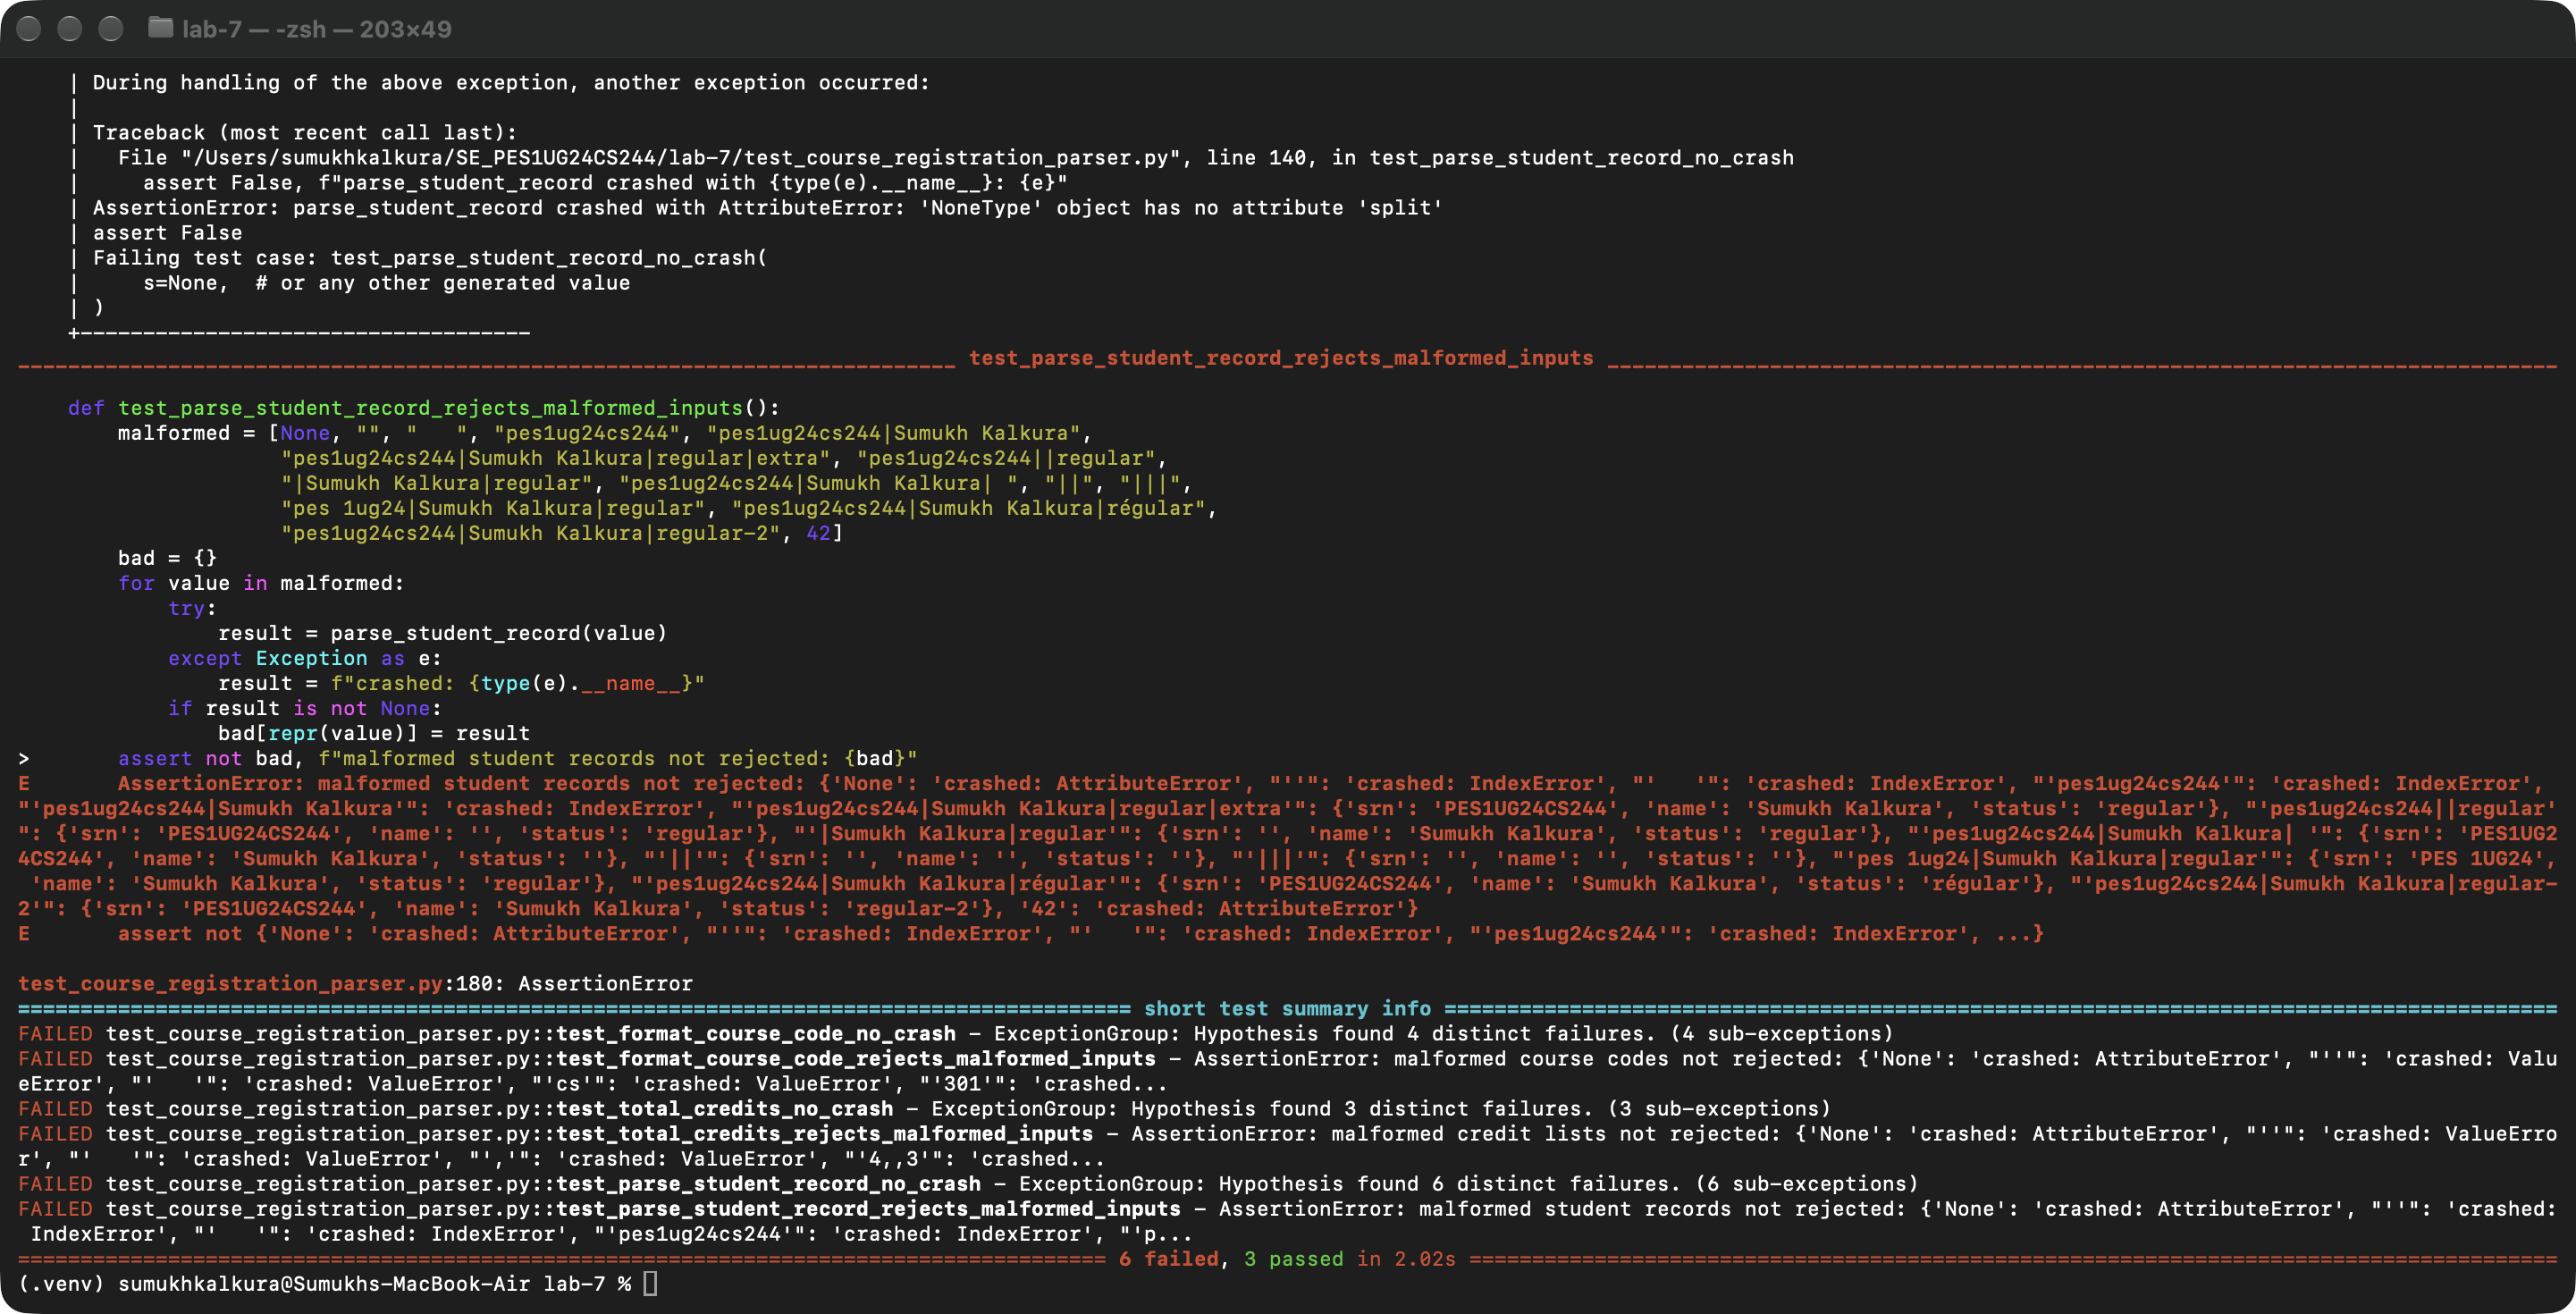 lab-7 — -zsh — 203×49
| During handling of the above exception, another exception occurred:
|
| Traceback (most recent call last):
|   File "/Users/sumukhkalkura/SE_PES1UG24CS244/lab-7/test_course_registration_parser.py", line 140, in test_parse_student_record_no_crash
|     assert False, f"parse_student_record crashed with {type(e).__name__}: {e}"
| AssertionError: parse_student_record crashed with AttributeError: 'NoneType' object has no attribute 'split'
| assert False
| Failing test case: test_parse_student_record_no_crash(
|     s=None,  # or any other generated value
| )
+------------------------------------
___________________________________________________________________________ test_parse_student_record_rejects_malformed_inputs ____________________________________________________________________________
    def test_parse_student_record_rejects_malformed_inputs():
        malformed = [None, "", "   ", "pes1ug24cs244", "pes1ug24cs244|Sumukh Kalkura",
                     "pes1ug24cs244|Sumukh Kalkura|regular|extra", "pes1ug24cs244||regular",
                     "|Sumukh Kalkura|regular", "pes1ug24cs244|Sumukh Kalkura| ", "||", "|||",
                     "pes 1ug24|Sumukh Kalkura|regular", "pes1ug24cs244|Sumukh Kalkura|régular",
                     "pes1ug24cs244|Sumukh Kalkura|regular-2", 42]
        bad = {}
        for value in malformed:
            try:
                result = parse_student_record(value)
            except Exception as e:
                result = f"crashed: {type(e).__name__}"
            if result is not None:
                bad[repr(value)] = result
>       assert not bad, f"malformed student records not rejected: {bad}"
E       AssertionError: malformed student records not rejected: {'None': 'crashed: AttributeError', "''": 'crashed: IndexError', "'   '": 'crashed: IndexError', "'pes1ug24cs244'": 'crashed: IndexError',
"'pes1ug24cs244|Sumukh Kalkura'": 'crashed: IndexError', "'pes1ug24cs244|Sumukh Kalkura|regular|extra'": {'srn': 'PES1UG24CS244', 'name': 'Sumukh Kalkura', 'status': 'regular'}, "'pes1ug24cs244||regular'
": {'srn': 'PES1UG24CS244', 'name': '', 'status': 'regular'}, "'|Sumukh Kalkura|regular'": {'srn': '', 'name': 'Sumukh Kalkura', 'status': 'regular'}, "'pes1ug24cs244|Sumukh Kalkura| '": {'srn': 'PES1UG2
4CS244', 'name': 'Sumukh Kalkura', 'status': ''}, "'||'": {'srn': '', 'name': '', 'status': ''}, "'|||'": {'srn': '', 'name': '', 'status': ''}, "'pes 1ug24|Sumukh Kalkura|regular'": {'srn': 'PES 1UG24',
 'name': 'Sumukh Kalkura', 'status': 'regular'}, "'pes1ug24cs244|Sumukh Kalkura|régular'": {'srn': 'PES1UG24CS244', 'name': 'Sumukh Kalkura', 'status': 'régular'}, "'pes1ug24cs244|Sumukh Kalkura|regular-
2'": {'srn': 'PES1UG24CS244', 'name': 'Sumukh Kalkura', 'status': 'regular-2'}, '42': 'crashed: AttributeError'}
E       assert not {'None': 'crashed: AttributeError', "''": 'crashed: IndexError', "'   '": 'crashed: IndexError', "'pes1ug24cs244'": 'crashed: IndexError', ...}
test_course_registration_parser.py:180: AssertionError
========================================================================================= short test summary info =========================================================================================
FAILED test_course_registration_parser.py::test_format_course_code_no_crash - ExceptionGroup: Hypothesis found 4 distinct failures. (4 sub-exceptions)
FAILED test_course_registration_parser.py::test_format_course_code_rejects_malformed_inputs - AssertionError: malformed course codes not rejected: {'None': 'crashed: AttributeError', "''": 'crashed: Valu
eError', "'   '": 'crashed: ValueError', "'cs'": 'crashed: ValueError', "'301'": 'crashed...
FAILED test_course_registration_parser.py::test_total_credits_no_crash - ExceptionGroup: Hypothesis found 3 distinct failures. (3 sub-exceptions)
FAILED test_course_registration_parser.py::test_total_credits_rejects_malformed_inputs - AssertionError: malformed credit lists not rejected: {'None': 'crashed: AttributeError', "''": 'crashed: ValueErro
r', "'   '": 'crashed: ValueError', "','": 'crashed: ValueError', "'4,,3'": 'crashed...
FAILED test_course_registration_parser.py::test_parse_student_record_no_crash - ExceptionGroup: Hypothesis found 6 distinct failures. (6 sub-exceptions)
FAILED test_course_registration_parser.py::test_parse_student_record_rejects_malformed_inputs - AssertionError: malformed student records not rejected: {'None': 'crashed: AttributeError', "''": 'crashed:
 IndexError', "'   '": 'crashed: IndexError', "'pes1ug24cs244'": 'crashed: IndexError', "'p...
======================================================================================= 6 failed, 3 passed in 2.02s =======================================================================================
(.venv) sumukhkalkura@Sumukhs-MacBook-Air lab-7 %